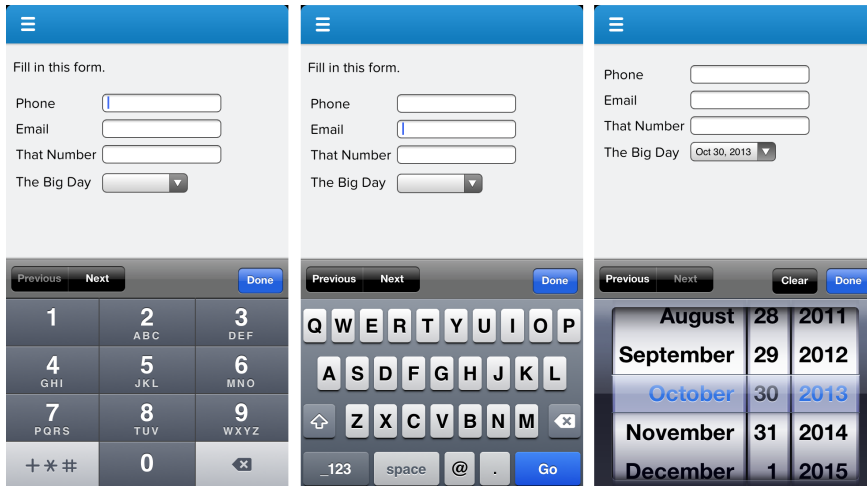 Fill in this form.
Phone
Email
That Number
The Big Day
Previous Next Done
1 2 3
ABC DEF
4 5 6
GHI JKL MNO
7 8 9
PQRS TUV WXYZ
+*# 0
Fill in this form.
Phone
Email
That Number
The Big Day
Previous Next Done
Q W E R T Y U I O P
A S D F G H J K L
Z X C V B N M
_123 space @ . Go
Phone
Email
That Number
The Big Day Oct 30, 2013
Previous Next Clear Done
August 28 2011
September 29 2012
October 30 2013
November 31 2014
December 1 2015